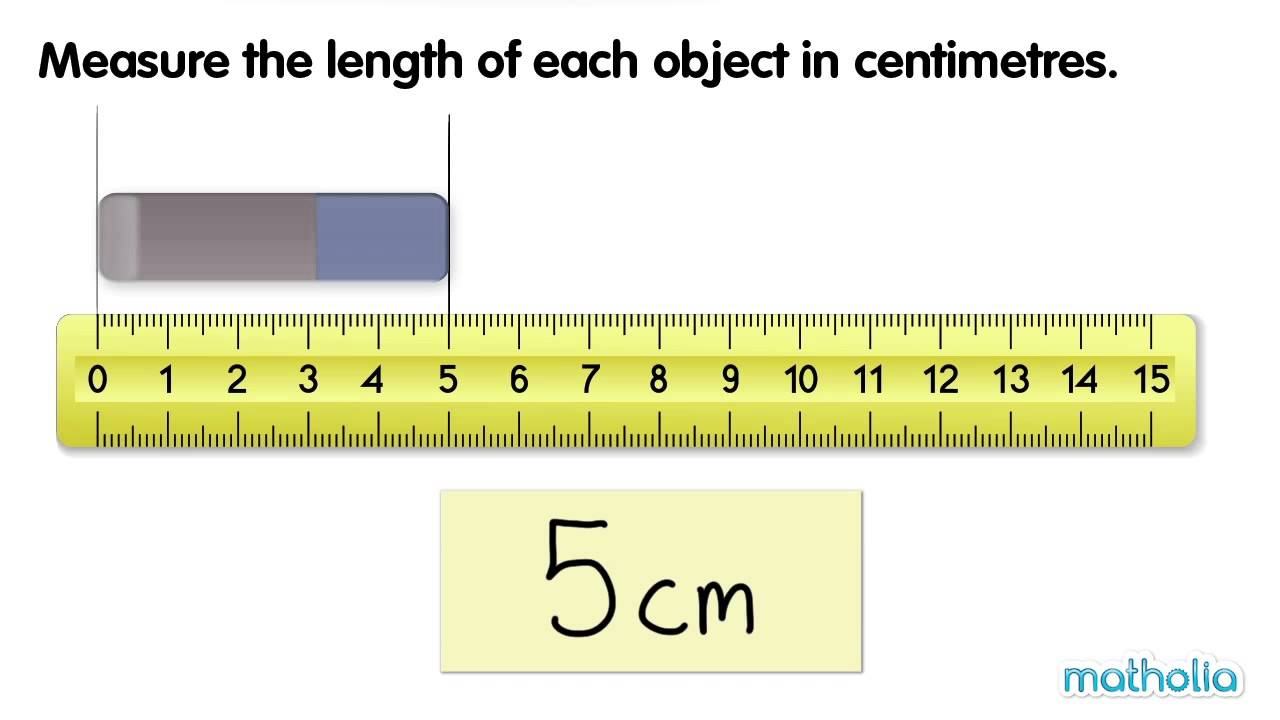 Measure the length of each object in centimetres.
0 1 2 3 4 5 6 7 8 9 10 11 12 13 14 15
5 cm
matholia